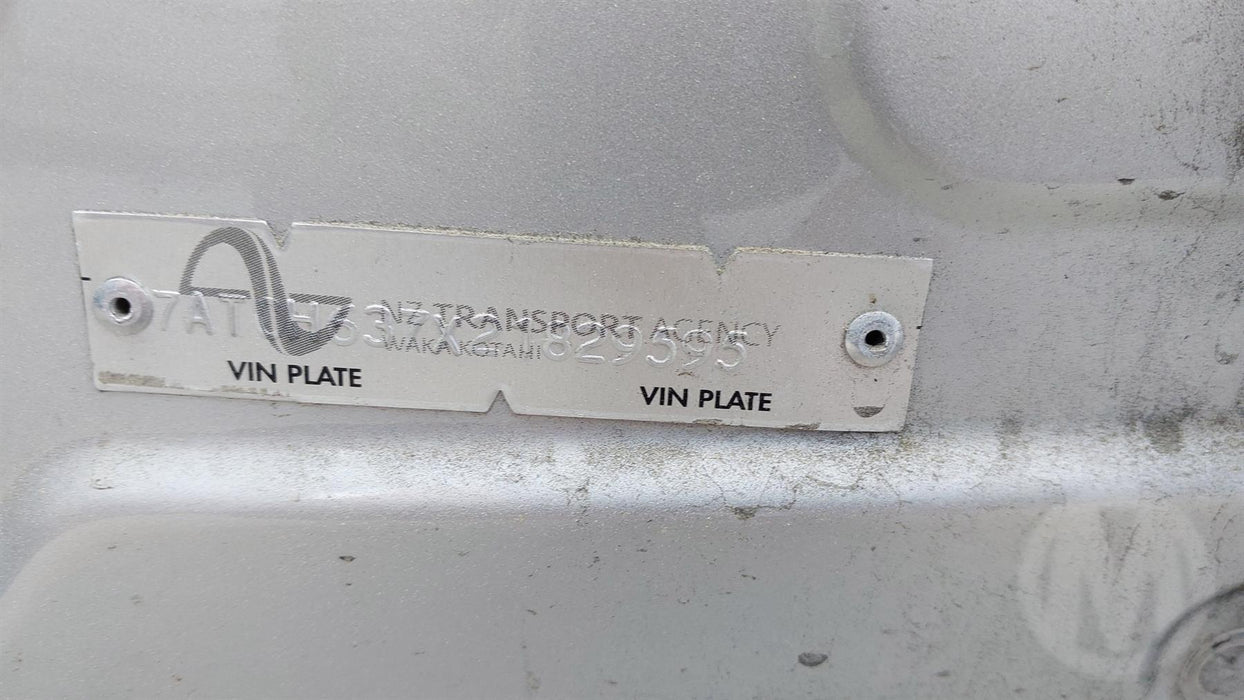 NZ TRANSPORT AGENCY
WAKA KOTAHI
VIN PLATE
VIN PLATE
M